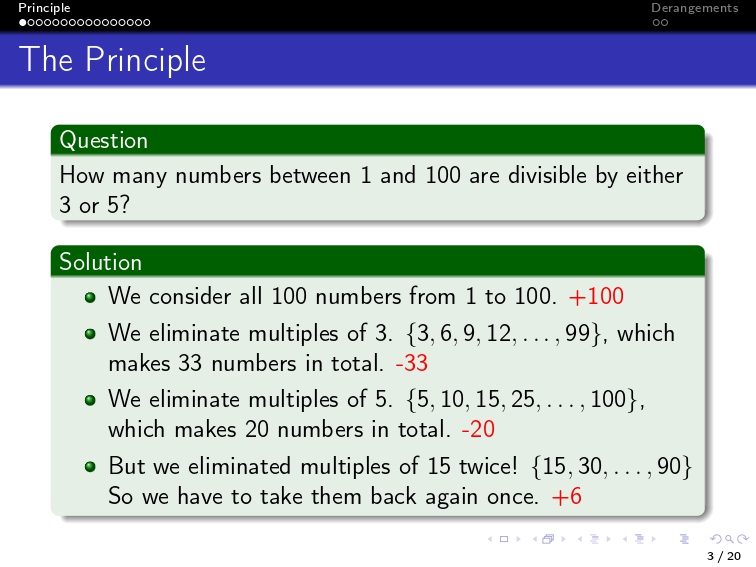 Principle Derangements
The Principle
Question
How many numbers between 1 and 100 are divisible by either
3 or 5?
Solution
We consider all 100 numbers from 1 to 100. +100
We eliminate multiples of 3. {3, 6, 9, 12, . . . , 99}, which
makes 33 numbers in total. -33
We eliminate multiples of 5. {5, 10, 15, 25, . . . , 100},
which makes 20 numbers in total. -20
But we eliminated multiples of 15 twice! {15, 30, . . . , 90}
So we have to take them back again once. +6
3 / 20